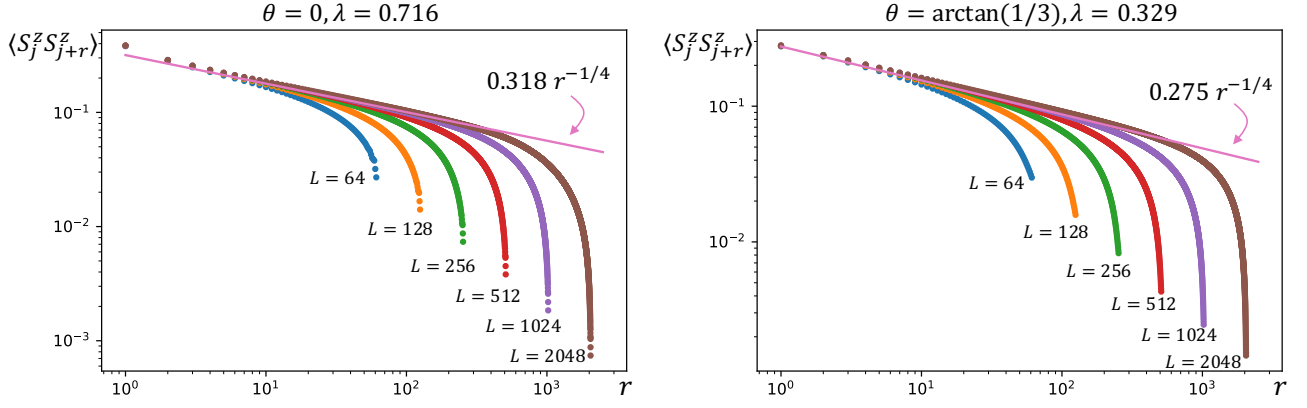 θ = 0, λ = 0.716
⟨S_j^z S_{j+r}^z⟩
0.318 r^{−1/4}
10^{−1}
10^{−2}
10^{−3}
L = 64
L = 128
L = 256
L = 512
L = 1024
L = 2048
10^0 10^1 10^2 10^3 r
θ = arctan(1/3), λ = 0.329
⟨S_j^z S_{j+r}^z⟩
0.275 r^{−1/4}
10^{−1}
10^{−2}
L = 64
L = 128
L = 256
L = 512
L = 1024
L = 2048
10^0 10^1 10^2 10^3 r